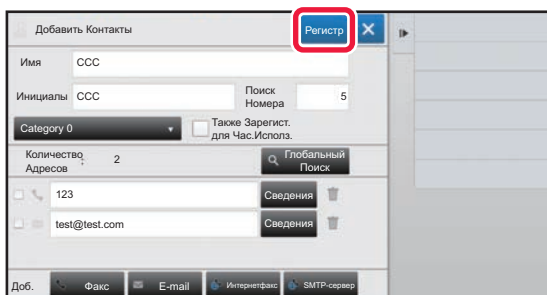 Добавить Контакты
Регистр
Имя
CCC
Инициалы
CCC
Поиск
Номера
5
Category 0
Также Зарегист.
для Час.Исполз.
Количество
Адресов
:
2
Глобальный
Поиск
123
Сведения
test@test.com
Сведения
Доб.
Факс
E-mail
Интернетфакс
SMTP-сервер